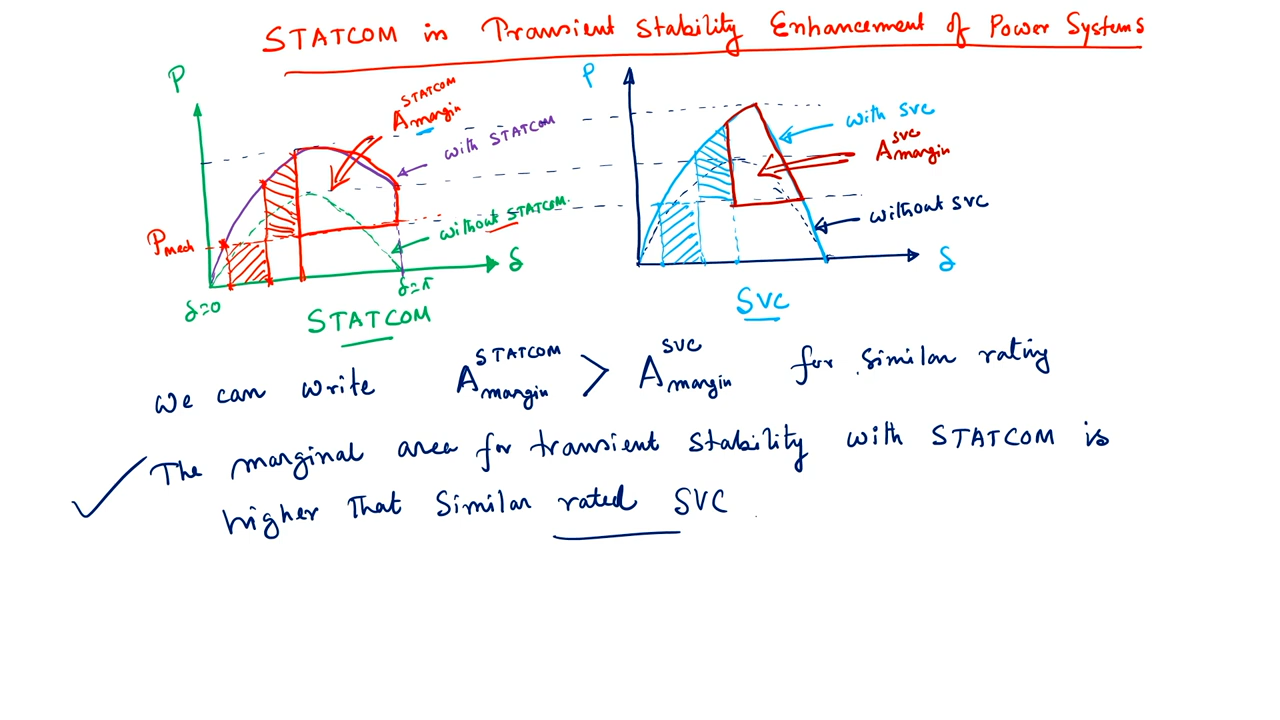 STATCOM in Transient Stability Enhancement of Power Systems
P
STATCOM
Amargin
with STATCOM
without STATCOM
Pmech
δ=0
δ=π
δ
STATCOM
P
with SVC
SVC
Amargin
without SVC
δ
SVC
We can write A STATCOM margin > A SVC margin for similar rating
The marginal area for transient stability with STATCOM is
higher that similar rated SVC